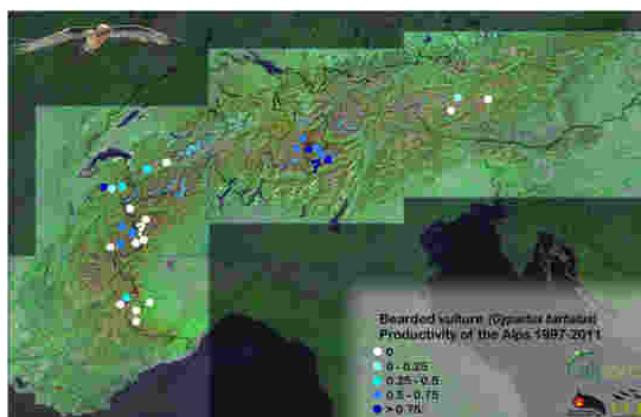 Bearded vulture (Gypaetus barbatus)
Productivity of the Alps 1997-2011
0
0 - 0.25
0.25 - 0.5
0.5 - 0.75
> 0.75